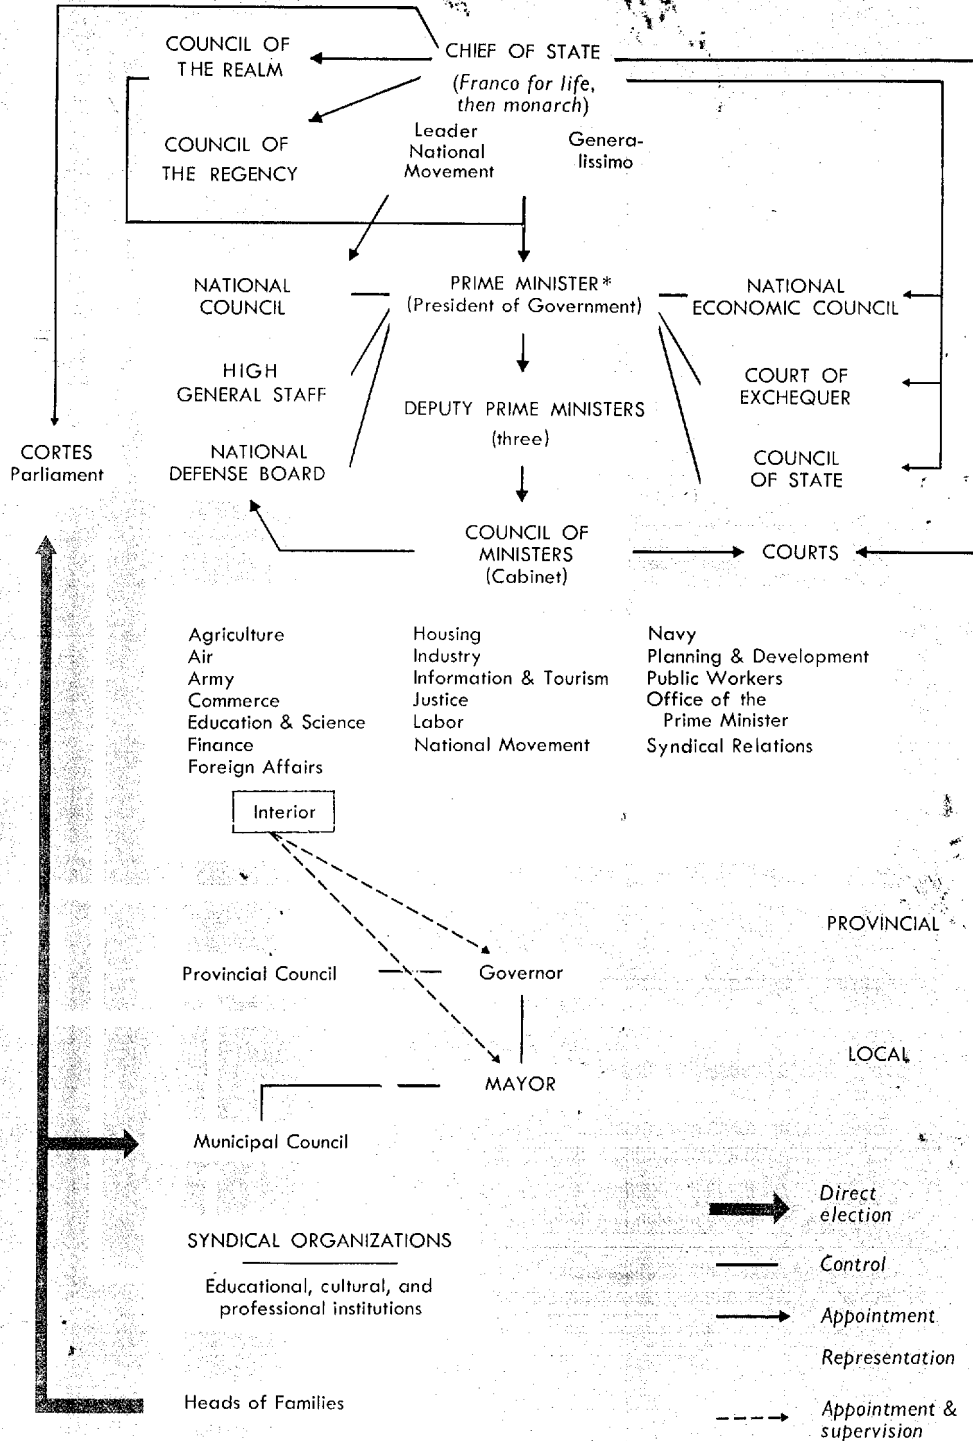 COUNCIL OF
THE REALM
CHIEF OF STATE
(Franco for life,
then monarch)
COUNCIL OF
THE REGENCY
Leader
National
Movement
Genera-
lissimo
NATIONAL
COUNCIL
PRIME MINISTER*
(President of Government)
NATIONAL
ECONOMIC COUNCIL
HIGH
GENERAL STAFF
DEPUTY PRIME MINISTERS
(three)
COURT OF
EXCHEQUER
CORTES
Parliament
NATIONAL
DEFENSE BOARD
COUNCIL
OF STATE
COUNCIL OF
MINISTERS
(Cabinet)
COURTS
Agriculture
Air
Army
Commerce
Education & Science
Finance
Foreign Affairs
Interior
Housing
Industry
Information & Tourism
Justice
Labor
National Movement
Navy
Planning & Development
Public Workers
Office of the
Prime Minister
Syndical Relations
PROVINCIAL
Provincial Council
Governor
LOCAL
MAYOR
Municipal Council
SYNDICAL ORGANIZATIONS
Educational, cultural, and
professional institutions
Heads of Families
Direct
election
Control
Appointment
Representation
Appointment &
supervision